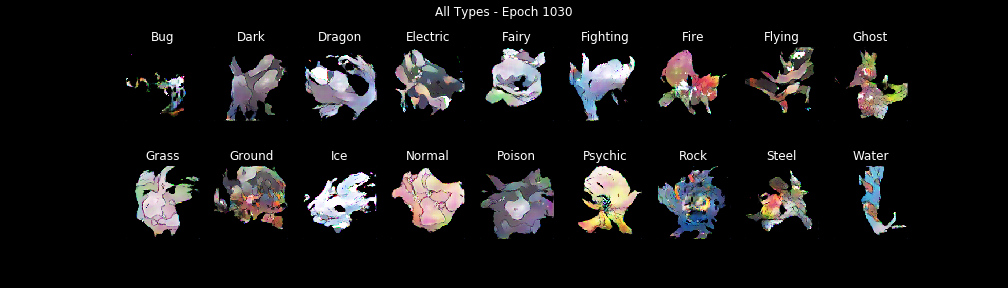 All Types - Epoch 1030
Bug Dark Dragon Electric Fairy Fighting Fire Flying Ghost
Grass Ground Ice Normal Poison Psychic Rock Steel Water